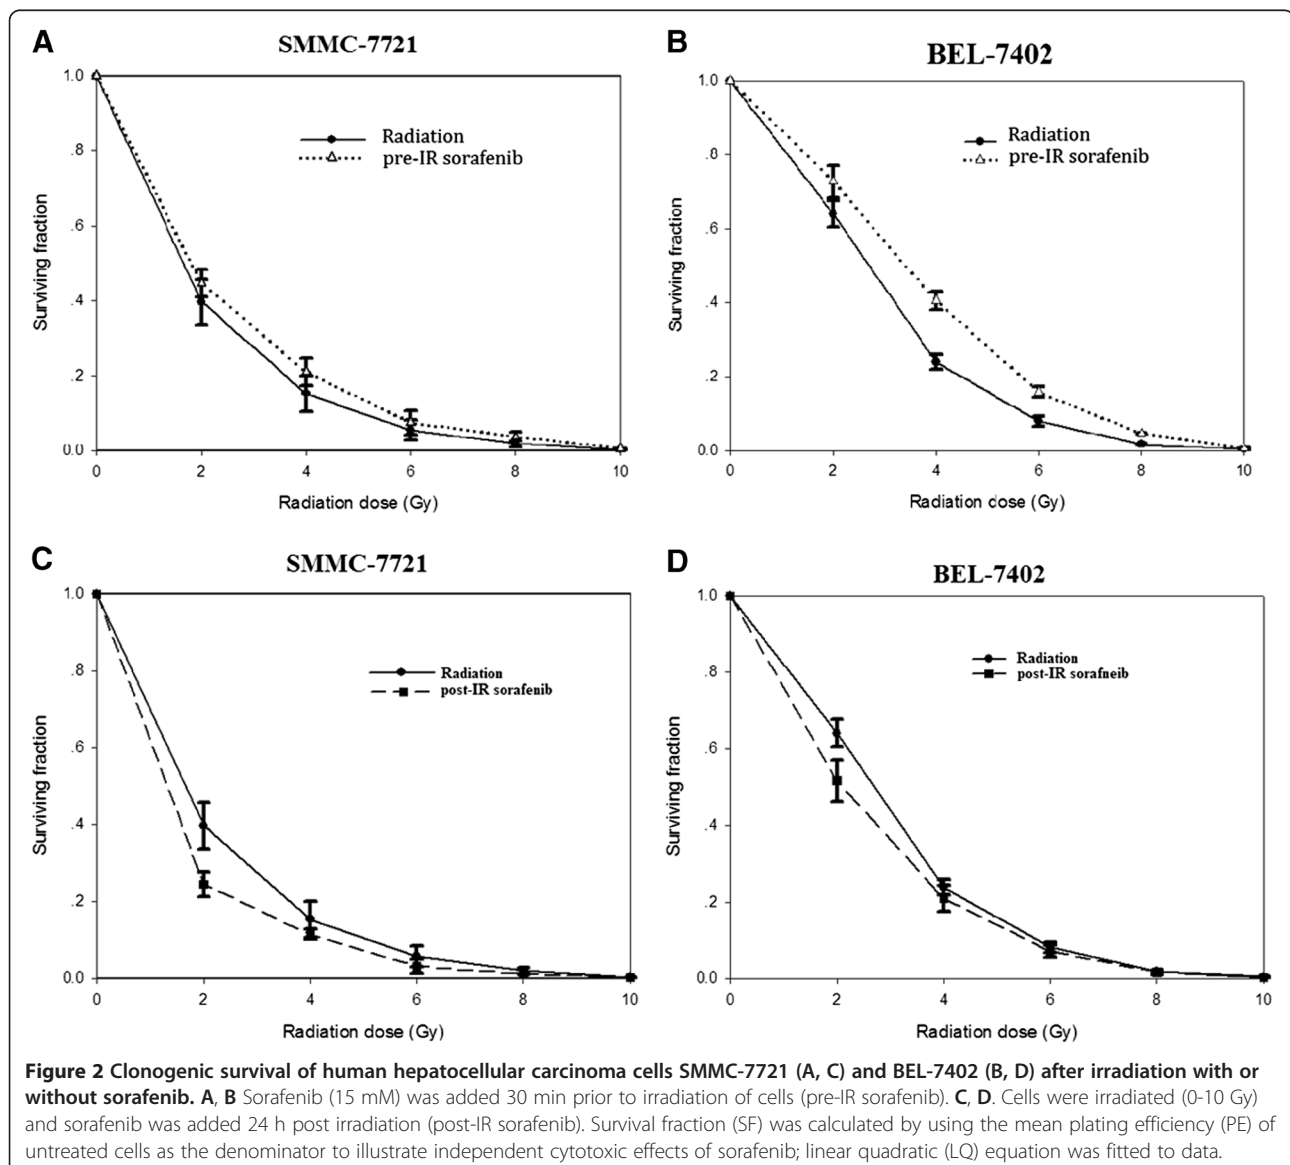 A
SMMC-7721
1.0
.8
.6
.4
.2
0.0
Surviving fraction
Radiation
pre-IR sorafenib
0 2 4 6 8 10
Radiation dose (Gy)
B
BEL-7402
1.0
.8
.6
.4
.2
0.0
Surviving fraction
Radiation
pre-IR sorafenib
0 2 4 6 8 10
Radiation dose (Gy)
C
SMMC-7721
1.0
.8
.6
.4
.2
0.0
Surviving fraction
Radiation
post-IR sorafenib
0 2 4 6 8 10
Radiation dose (Gy)
D
BEL-7402
1.0
.8
.6
.4
.2
0.0
Surviving fraction
Radiation
post-IR sorafneib
0 2 4 6 8 10
Radiation dose (Gy)
Figure 2 Clonogenic survival of human hepatocellular carcinoma cells SMMC-7721 (A, C) and BEL-7402 (B, D) after irradiation with or
without sorafenib. A, B Sorafenib (15 mM) was added 30 min prior to irradiation of cells (pre-IR sorafenib). C, D. Cells were irradiated (0-10 Gy)
and sorafenib was added 24 h post irradiation (post-IR sorafenib). Survival fraction (SF) was calculated by using the mean plating efficiency (PE) of
untreated cells as the denominator to illustrate independent cytotoxic effects of sorafenib; linear quadratic (LQ) equation was fitted to data.